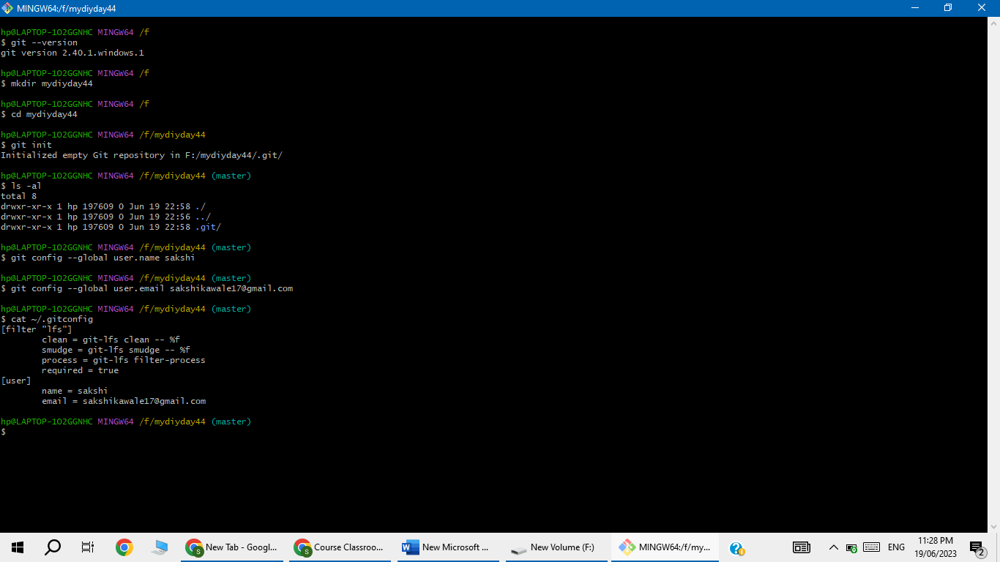 MINGW64:/f/mydiyday44
hp@LAPTOP-1O2GGNHC MINGW64 /f
$ git --version
git version 2.40.1.windows.1
hp@LAPTOP-1O2GGNHC MINGW64 /f
$ mkdir mydiyday44
hp@LAPTOP-1O2GGNHC MINGW64 /f
$ cd mydiyday44
hp@LAPTOP-1O2GGNHC MINGW64 /f/mydiyday44
$ git init
Initialized empty Git repository in F:/mydiyday44/.git/
hp@LAPTOP-1O2GGNHC MINGW64 /f/mydiyday44 (master)
$ ls -al
total 8
drwxr-xr-x 1 hp 197609 0 Jun 19 22:58 ./
drwxr-xr-x 1 hp 197609 0 Jun 19 22:56 ../
drwxr-xr-x 1 hp 197609 0 Jun 19 22:58 .git/
hp@LAPTOP-1O2GGNHC MINGW64 /f/mydiyday44 (master)
$ git config --global user.name sakshi
hp@LAPTOP-1O2GGNHC MINGW64 /f/mydiyday44 (master)
$ git config --global user.email sakshikawale17@gmail.com
hp@LAPTOP-1O2GGNHC MINGW64 /f/mydiyday44 (master)
$ cat ~/.gitconfig
[filter "lfs"]
        clean = git-lfs clean -- %f
        smudge = git-lfs smudge -- %f
        process = git-lfs filter-process
        required = true
[user]
        name = sakshi
        email = sakshikawale17@gmail.com
hp@LAPTOP-1O2GGNHC MINGW64 /f/mydiyday44 (master)
$
S New Tab - Googl... S Course Classroo... W New Microsoft ... New Volume (F:) MINGW64:/f/my... ENG 11:28 PM 2
19/06/2023